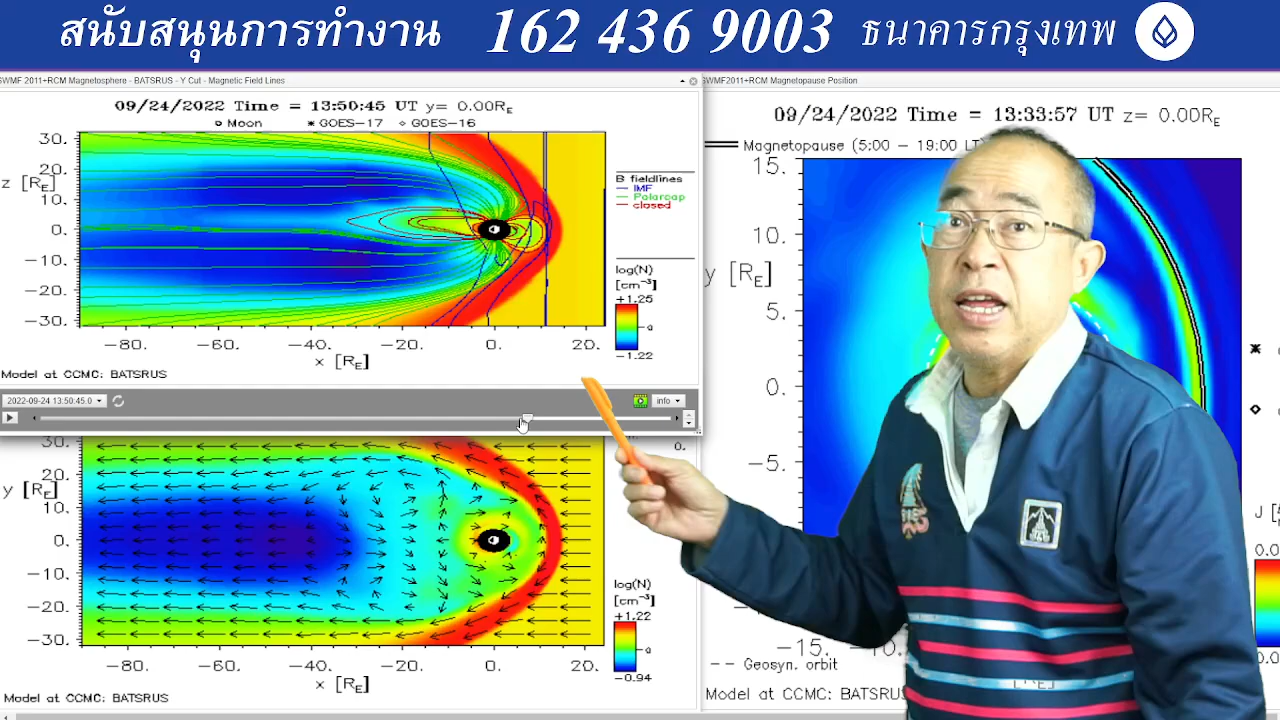 สนับสนุนการทำงาน 162 436 9003 ธนาคารกรุงเทพ
SWMF 2011+RCM Magnetosphere - BATSRUS - Y Cut - Magnetic Field Lines
09/24/2022 Time = 13:50:45 UT y= 0.00RE
Moon GOES-17 GOES-16
30.
20.
z [RE]
10.
0.
-10.
-20.
-30.
-80. -60. -40. -20. 0. 20.
x [RE]
B fieldlines
IMF
Polarcap
closed
log(N)
[cm-3]
+1.25
0
-1.22
Model at CCMC: BATSRUS
2022-09-24 13:50:45.0
info
30.
20.
y [RE]
10.
0.
-10.
-20.
-30.
-80. -60. -40. -20. 0. 20.
x [RE]
0.
log(N)
[cm-3]
+1.22
0
-0.94
Model at CCMC: BATSRUS
SWMF2011+RCM Magnetopause Position
09/24/2022 Time = 13:33:57 UT z= 0.00RE
Magnetopause (5:00 - 19:00
15.
10.
y [RE]
5.
0.
-5.
-15.
Geosyn. orbit
Model at CCMC: